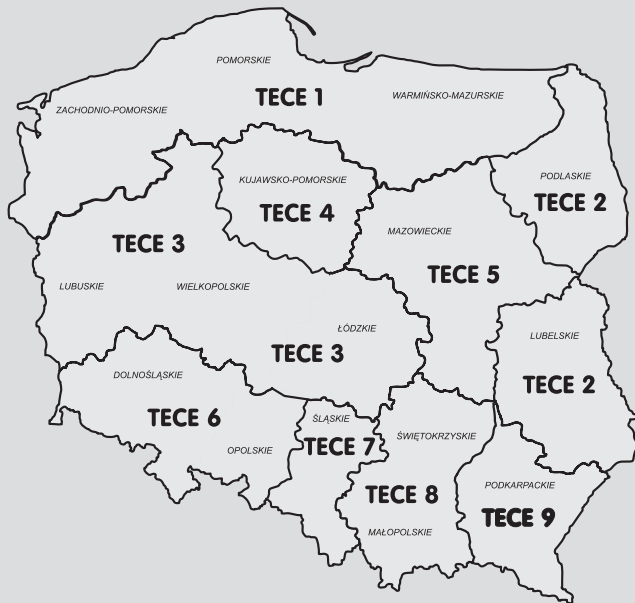 POMORSKIE
WARMIŃSKO-MAZURSKIE
TECE 1
ZACHODNIO-POMORSKIE
PODLASKIE
KUJAWSKO-POMORSKIE
TECE 2
TECE 4
MAZOWIECKIE
TECE 3
TECE 5
LUBUSKIE
WIELKOPOLSKIE
ŁÓDZKIE
LUBELSKIE
TECE 3
DOLNOŚLĄSKIE
TECE 2
TECE 6
ŚLĄSKIE
ŚWIĘTOKRZYSKIE
OPOLSKIE
TECE 7
PODKARPACKIE
TECE 8
TECE 9
MAŁOPOLSKIE